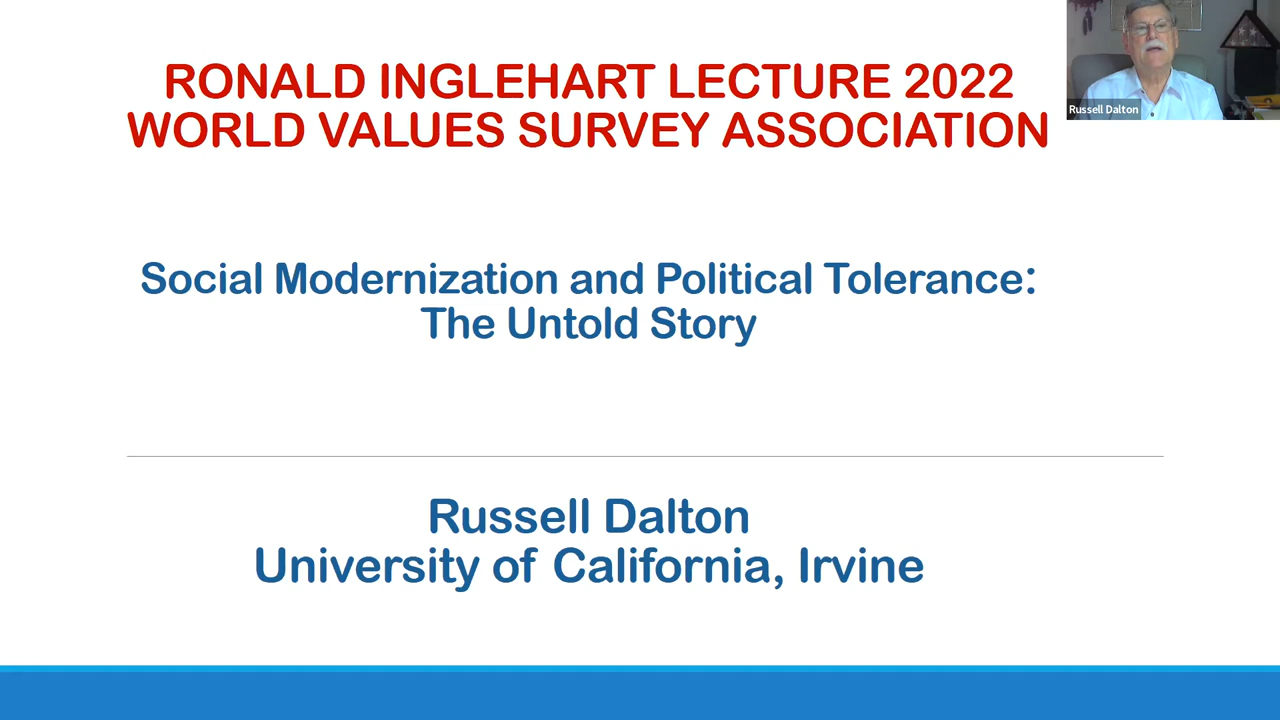 RONALD INGLEHART LECTURE 2022
WORLD VALUES SURVEY ASSOCIATION
Russell Dalton
Social Modernization and Political Tolerance:
The Untold Story
Russell Dalton
University of California, Irvine